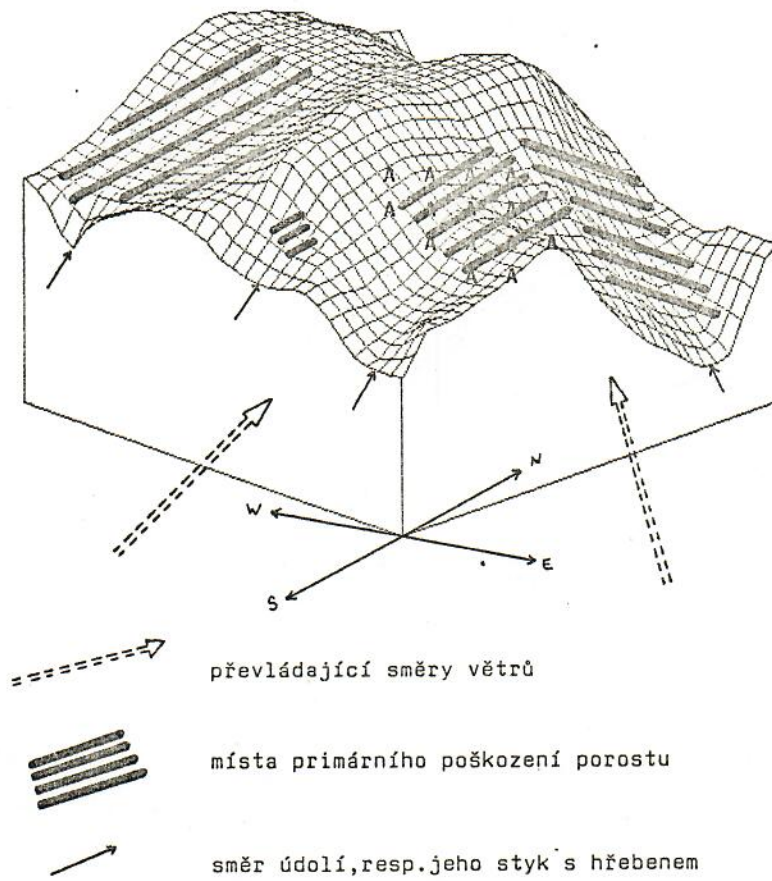 A A A A
A A A
A A A
A A
N
W
E
S
převládající směry větrů
místa primárního poškození porostu
směr údolí,resp.jeho styk s hřebenem